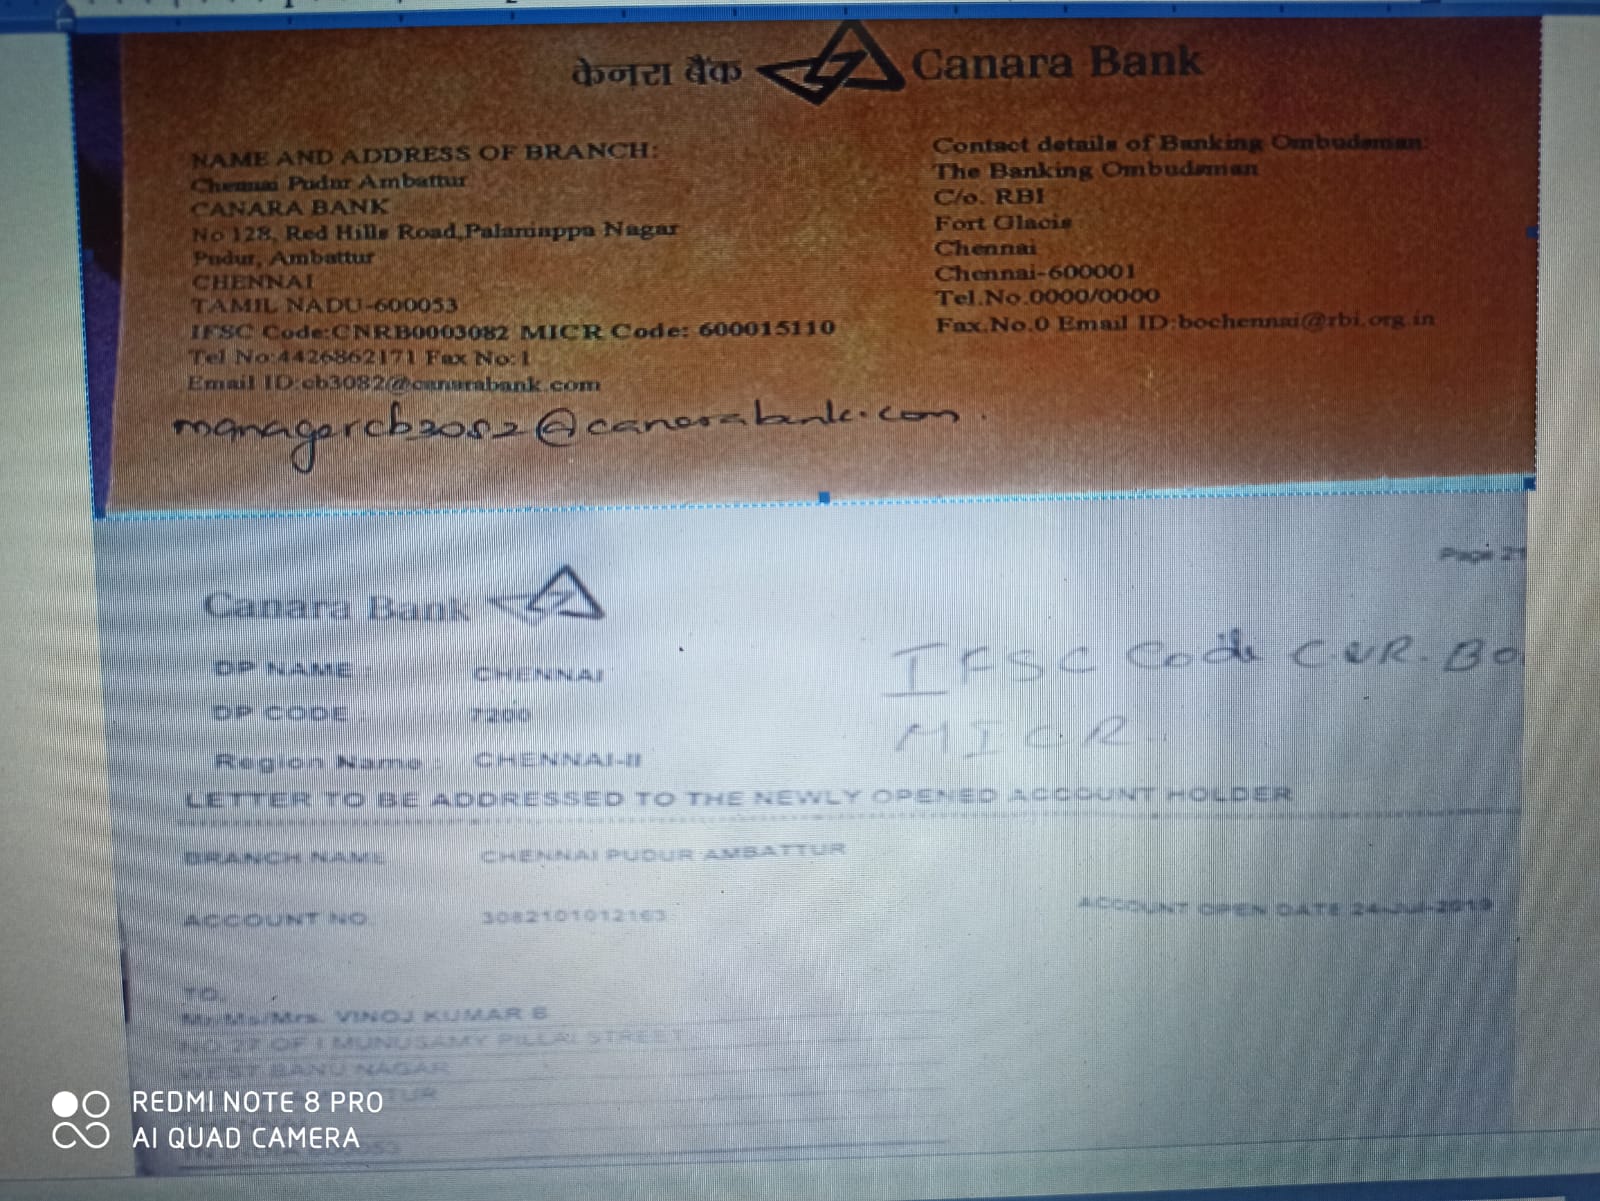 केनरा बैंक Canara Bank
NAME AND ADDRESS OF BRANCH:
Chennai Pudur Ambattur
CANARA BANK
No 128, Red Hills Road,Palaniappa Nagar
Pudur, Ambattur
CHENNAI
TAMIL NADU-600053
IFSC Code:CNRB0003082 MICR Code: 600015110
Tel No:4426862171 Fax No:1
Email ID:cb3082@canarabank.com
Contact details of Banking Ombudsman:
The Banking Ombudsman
C/o. RBI
Fort Glacis
Chennai
Chennai-600001
Tel.No.0000/0000
Fax.No.0 Email ID:bochennai@rbi.org.in
managercb3082@canarabank.com.
Page 21
Canara Bank
DP NAME : CHENNAI
DP CODE : 7200
Region Name : CHENNAI-II
IFSC Code CNR.B0
MICR
LETTER TO BE ADDRESSED TO THE NEWLY OPENED ACCOUNT HOLDER
BRANCH NAME CHENNAI PUDUR AMBATTUR
ACCOUNT NO. 3082101012163
ACCOUNT OPEN DATE 24-Jul-2019
TO,
Mr/Ms/Mrs. VINOJ KUMAR
MUNUSAMY PILLAI STREET
WEST BANU NAGAR
REDMI NOTE 8 PRO
AI QUAD CAMERA